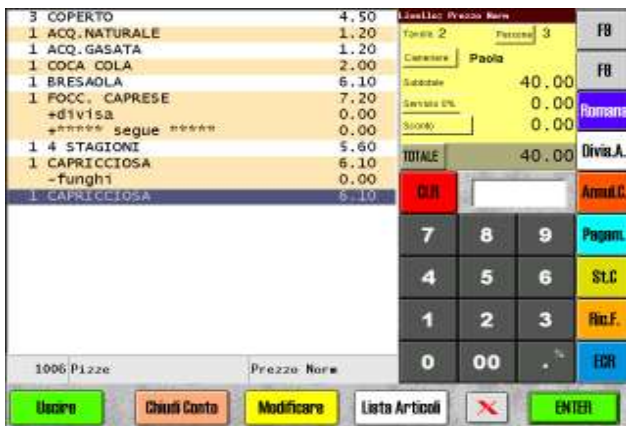 3 COPERTO 4.50
1 ACQ.NATURALE 1.20
1 ACQ.GASATA 1.20
1 COCA COLA 2.00
1 BRESAOLA 6.10
1 FOCC. CAPRESE 7.20
+divisa 0.00
+***** segue ***** 0.00
1 4 STAGIONI 5.60
1 CAPRICCIOSA 6.10
-funghi 0.00
1 CAPRICCIOSA 6.10
1006 Pizze Prezzo Norm
Livello: Prezzo Norm
Tavolo 2 Persone 3
Cameriere Paola
Subtotale 40.00
Servizio 0% 0.00
Sconto 0.00
TOTALE 40.00
CLR
7 8 9
4 5 6
1 2 3
0 00 . %
F8
Romana
Divis.A.
Annul.C
Pagam.
St.C
Ric.F.
ECR
Uscire Chiudi Conto Modificare Lista Articoli X ENTER